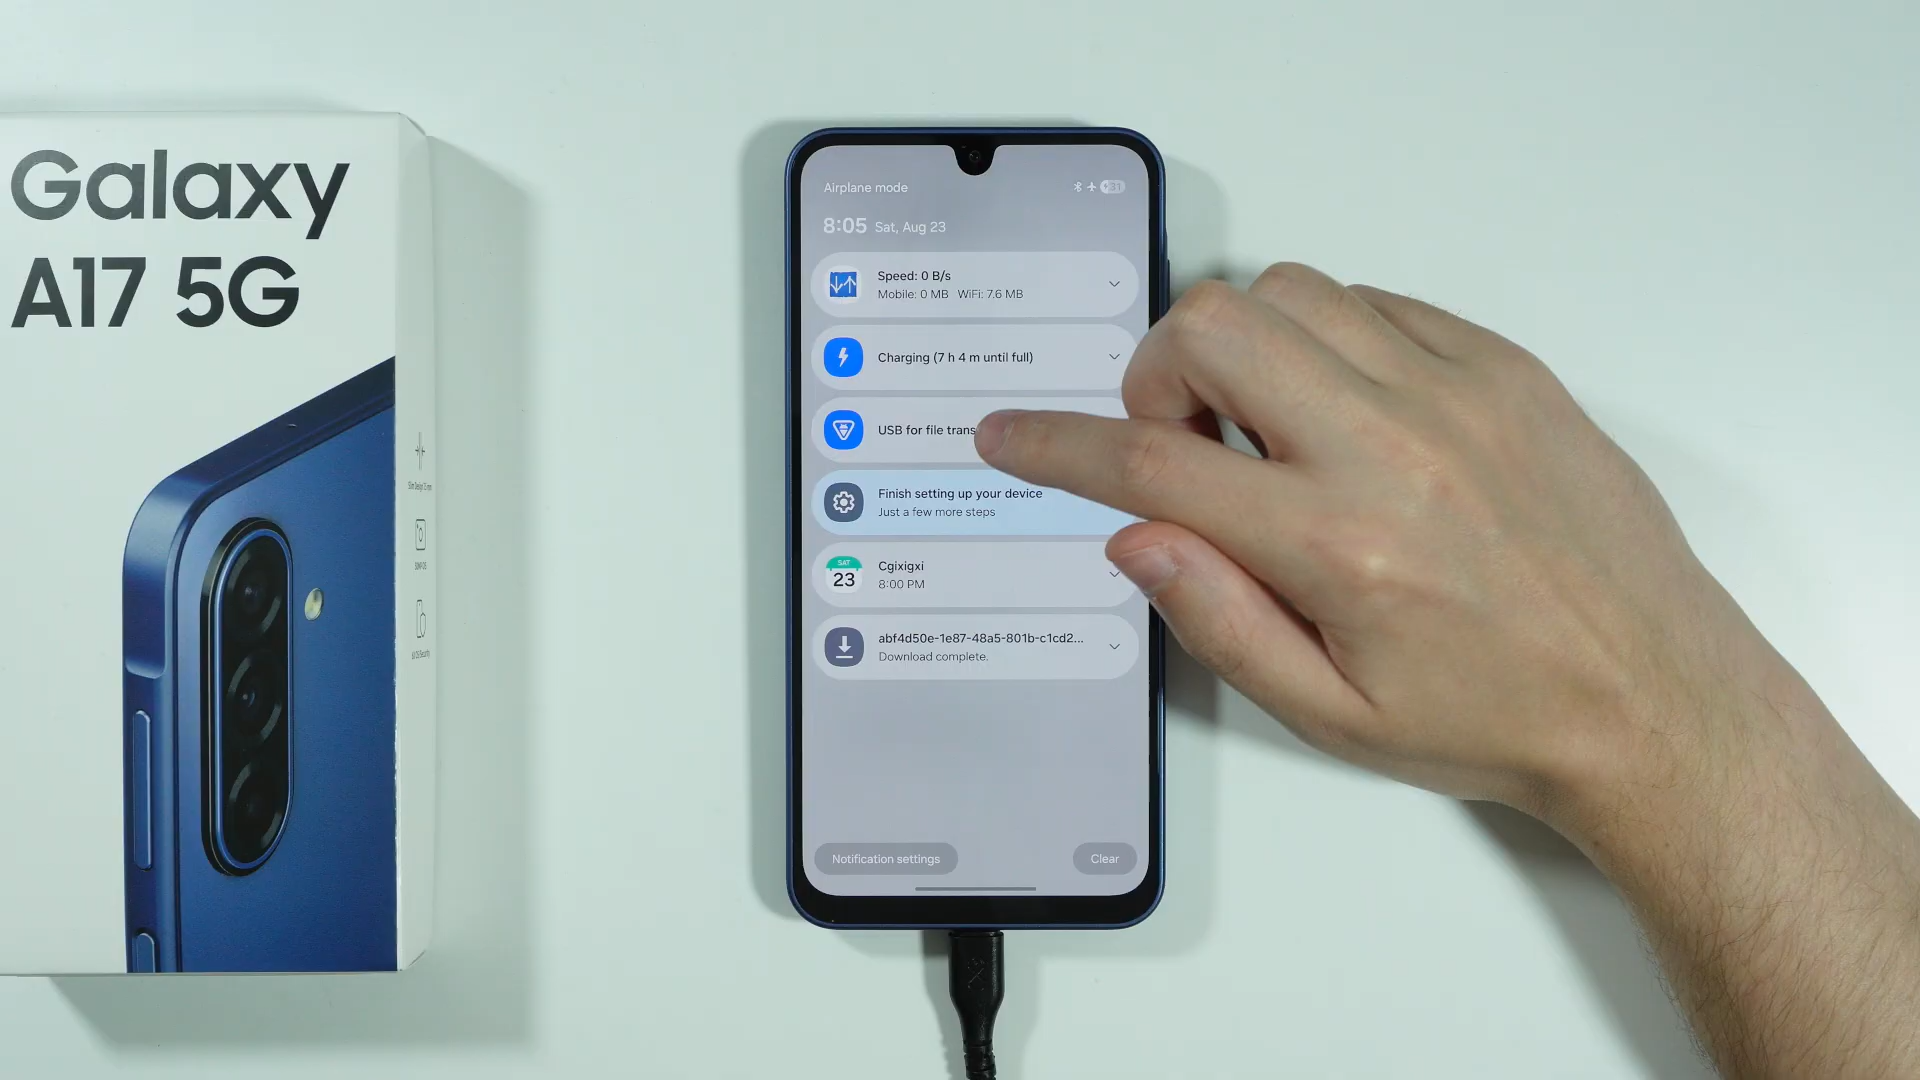 Galaxy
A17 5G
Airplane mode
31
8:05 Sat, Aug 23
Speed: 0 B/s
Mobile: 0 MB WiFi: 7.6 MB
Charging (7 h 4 m until full)
USB for file trans
Finish setting up your device
Just a few more steps
SAT
23
Cgixigxi
8:00 PM
abf4d50e-1e87-48a5-801b-c1cd2...
Download complete.
Notification settings
Clear